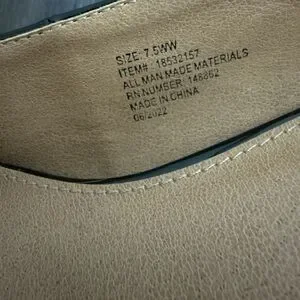 SIZE: 7.5WW
ITEM#: 18532157
ALL MAN MADE MATERIALS
RN NUMBER: 148862
MADE IN CHINA
06/2022